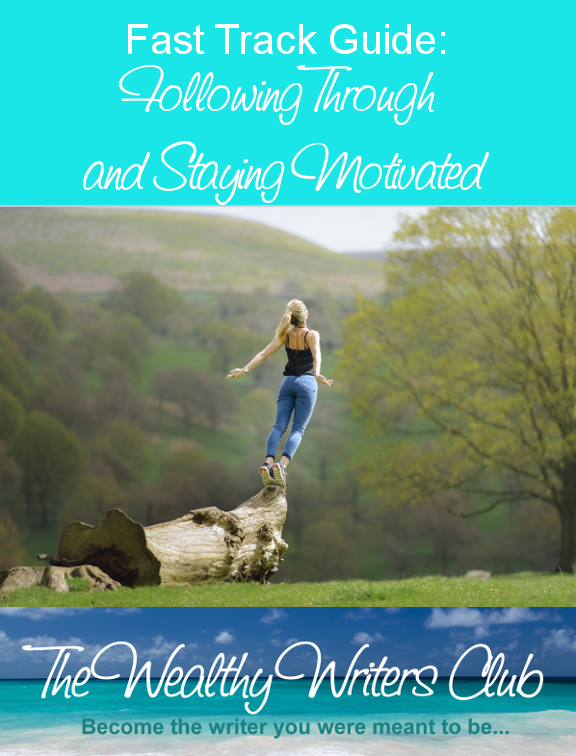 Fast Track Guide:
Following Through
and Staying Motivated
The Wealthy Writers Club
Become the writer you were meant to be...